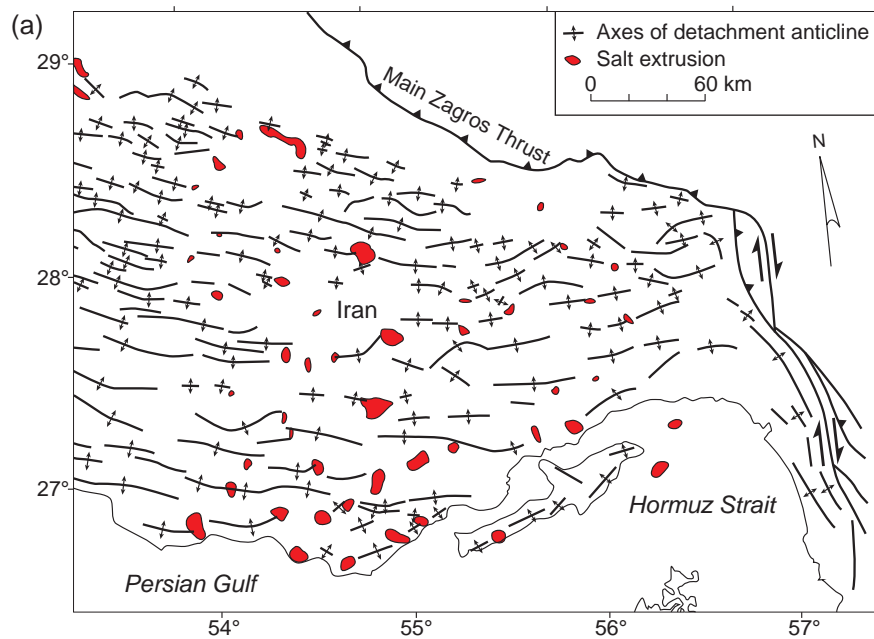 (a)
Axes of detachment anticline
Salt extrusion
0 60 km
29°
Main Zagros Thrust
N
28°
Iran
27°
Hormuz Strait
Persian Gulf
54° 55° 56° 57°